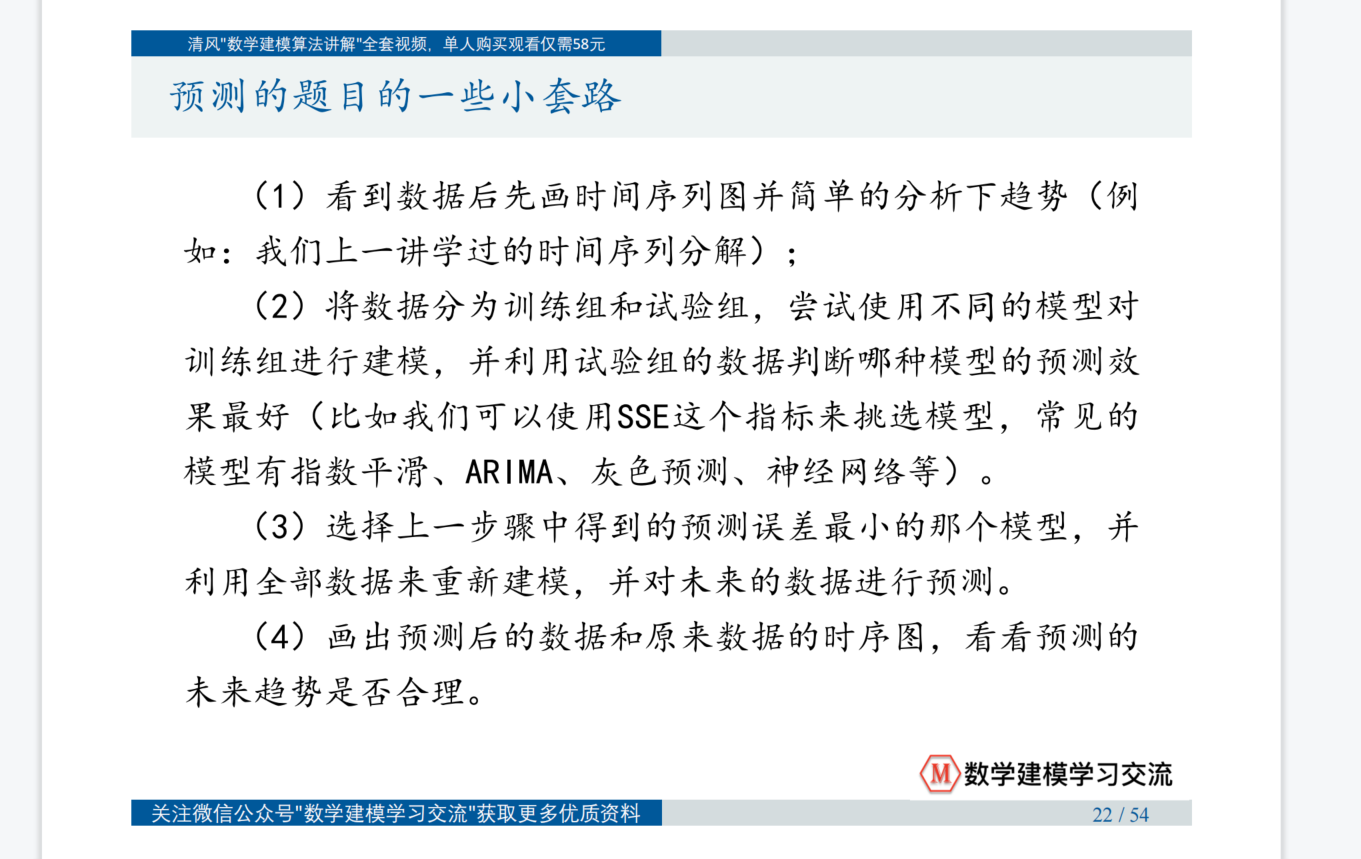 清风"数学建模算法讲解"全套视频，单人购买观看仅需58元
预测的题目的一些小套路
（1）看到数据后先画时间序列图并简单的分析下趋势（例
如：我们上一讲学过的时间序列分解）；
（2）将数据分为训练组和试验组，尝试使用不同的模型对
训练组进行建模，并利用试验组的数据判断哪种模型的预测效
果最好（比如我们可以使用SSE这个指标来挑选模型，常见的
模型有指数平滑、ARIMA、灰色预测、神经网络等）。
（3）选择上一步骤中得到的预测误差最小的那个模型，并
利用全部数据来重新建模，并对未来的数据进行预测。
（4）画出预测后的数据和原来数据的时序图，看看预测的
未来趋势是否合理。
M 数学建模学习交流
关注微信公众号"数学建模学习交流"获取更多优质资料
22 / 54